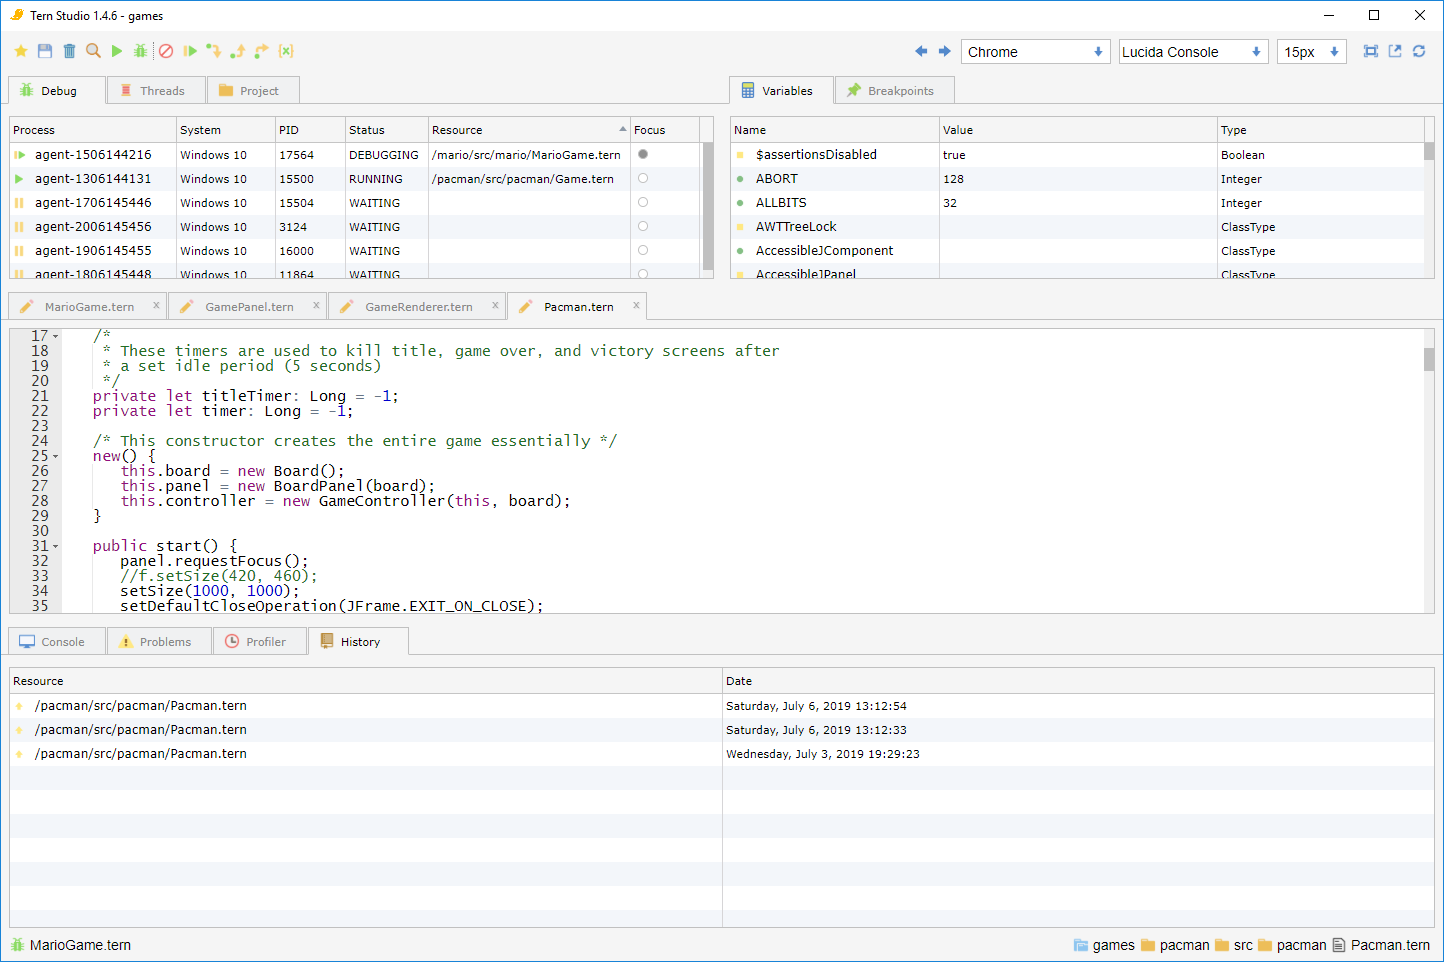 Tern Studio 1.4.6 - games
Chrome Lucida Console 15px
Debug Threads Project Variables Breakpoints
Process System PID Status Resource Focus
agent-1506144216 Windows 10 17564 DEBUGGING /mario/src/mario/MarioGame.tern
agent-1306144131 Windows 10 15500 RUNNING /pacman/src/pacman/Game.tern
agent-1706145446 Windows 10 15504 WAITING
agent-2006145456 Windows 10 3124 WAITING
agent-1906145455 Windows 10 16000 WAITING
agent-1806145448 Windows 10 11864 WAITING
Name Value Type
$assertionsDisabled true Boolean
ABORT 128 Integer
ALLBITS 32 Integer
AWTTreeLock ClassType
AccessibleJComponent ClassType
AccessibleJPanel ClassType
MarioGame.tern x GamePanel.tern x GameRenderer.tern x Pacman.tern x
17 /*
18 * These timers are used to kill title, game over, and victory screens after
19 * a set idle period (5 seconds)
20 */
21 private let titleTimer: Long = -1;
22 private let timer: Long = -1;
23
24 /* This constructor creates the entire game essentially */
25 new() {
26 this.board = new Board();
27 this.panel = new BoardPanel(board);
28 this.controller = new GameController(this, board);
29 }
30
31 public start() {
32 panel.requestFocus();
33 //f.setSize(420, 460);
34 setSize(1000, 1000);
35 setDefaultCloseOperation(JFrame.EXIT_ON_CLOSE);
Console Problems Profiler History
Resource Date
/pacman/src/pacman/Pacman.tern Saturday, July 6, 2019 13:12:54
/pacman/src/pacman/Pacman.tern Saturday, July 6, 2019 13:12:33
/pacman/src/pacman/Pacman.tern Wednesday, July 3, 2019 19:29:23
MarioGame.tern games pacman src pacman Pacman.tern